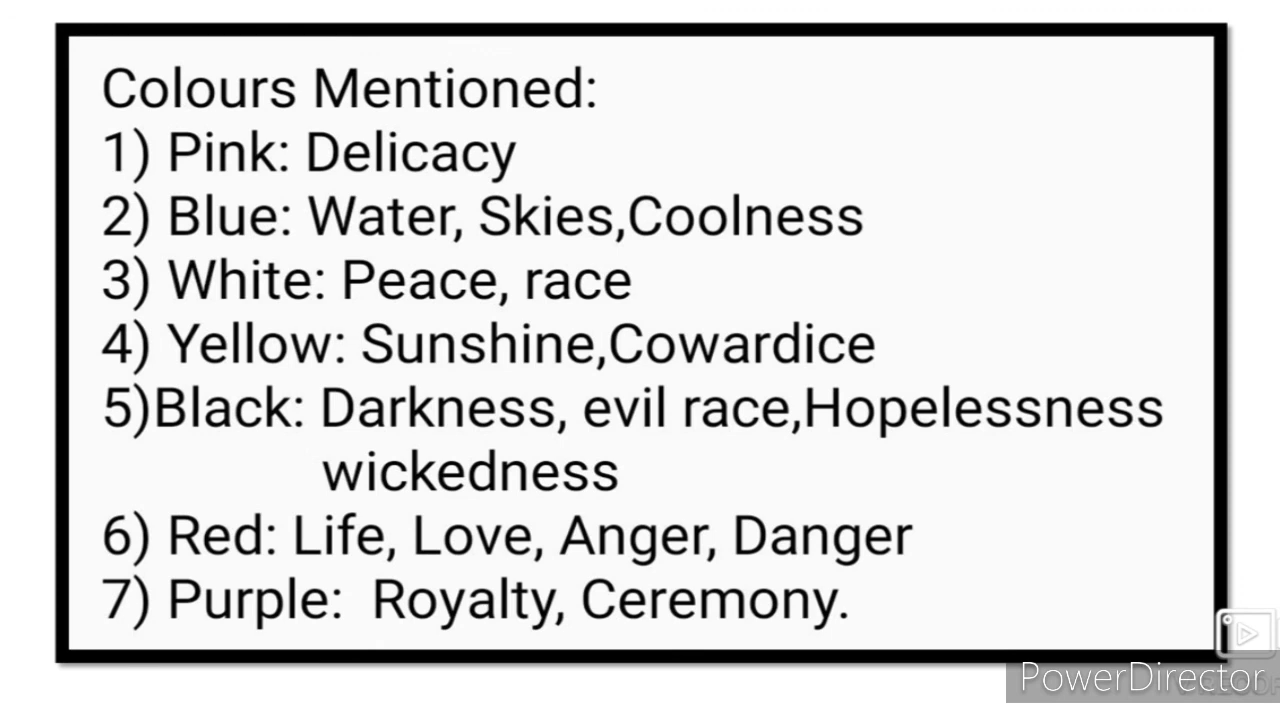 Colours Mentioned:
1) Pink: Delicacy
2) Blue: Water, Skies,Coolness
3) White: Peace, race
4) Yellow: Sunshine,Cowardice
5)Black: Darkness, evil race,Hopelessness
wickedness
6) Red: Life, Love, Anger, Danger
7) Purple: Royalty, Ceremony.
PowerDirector